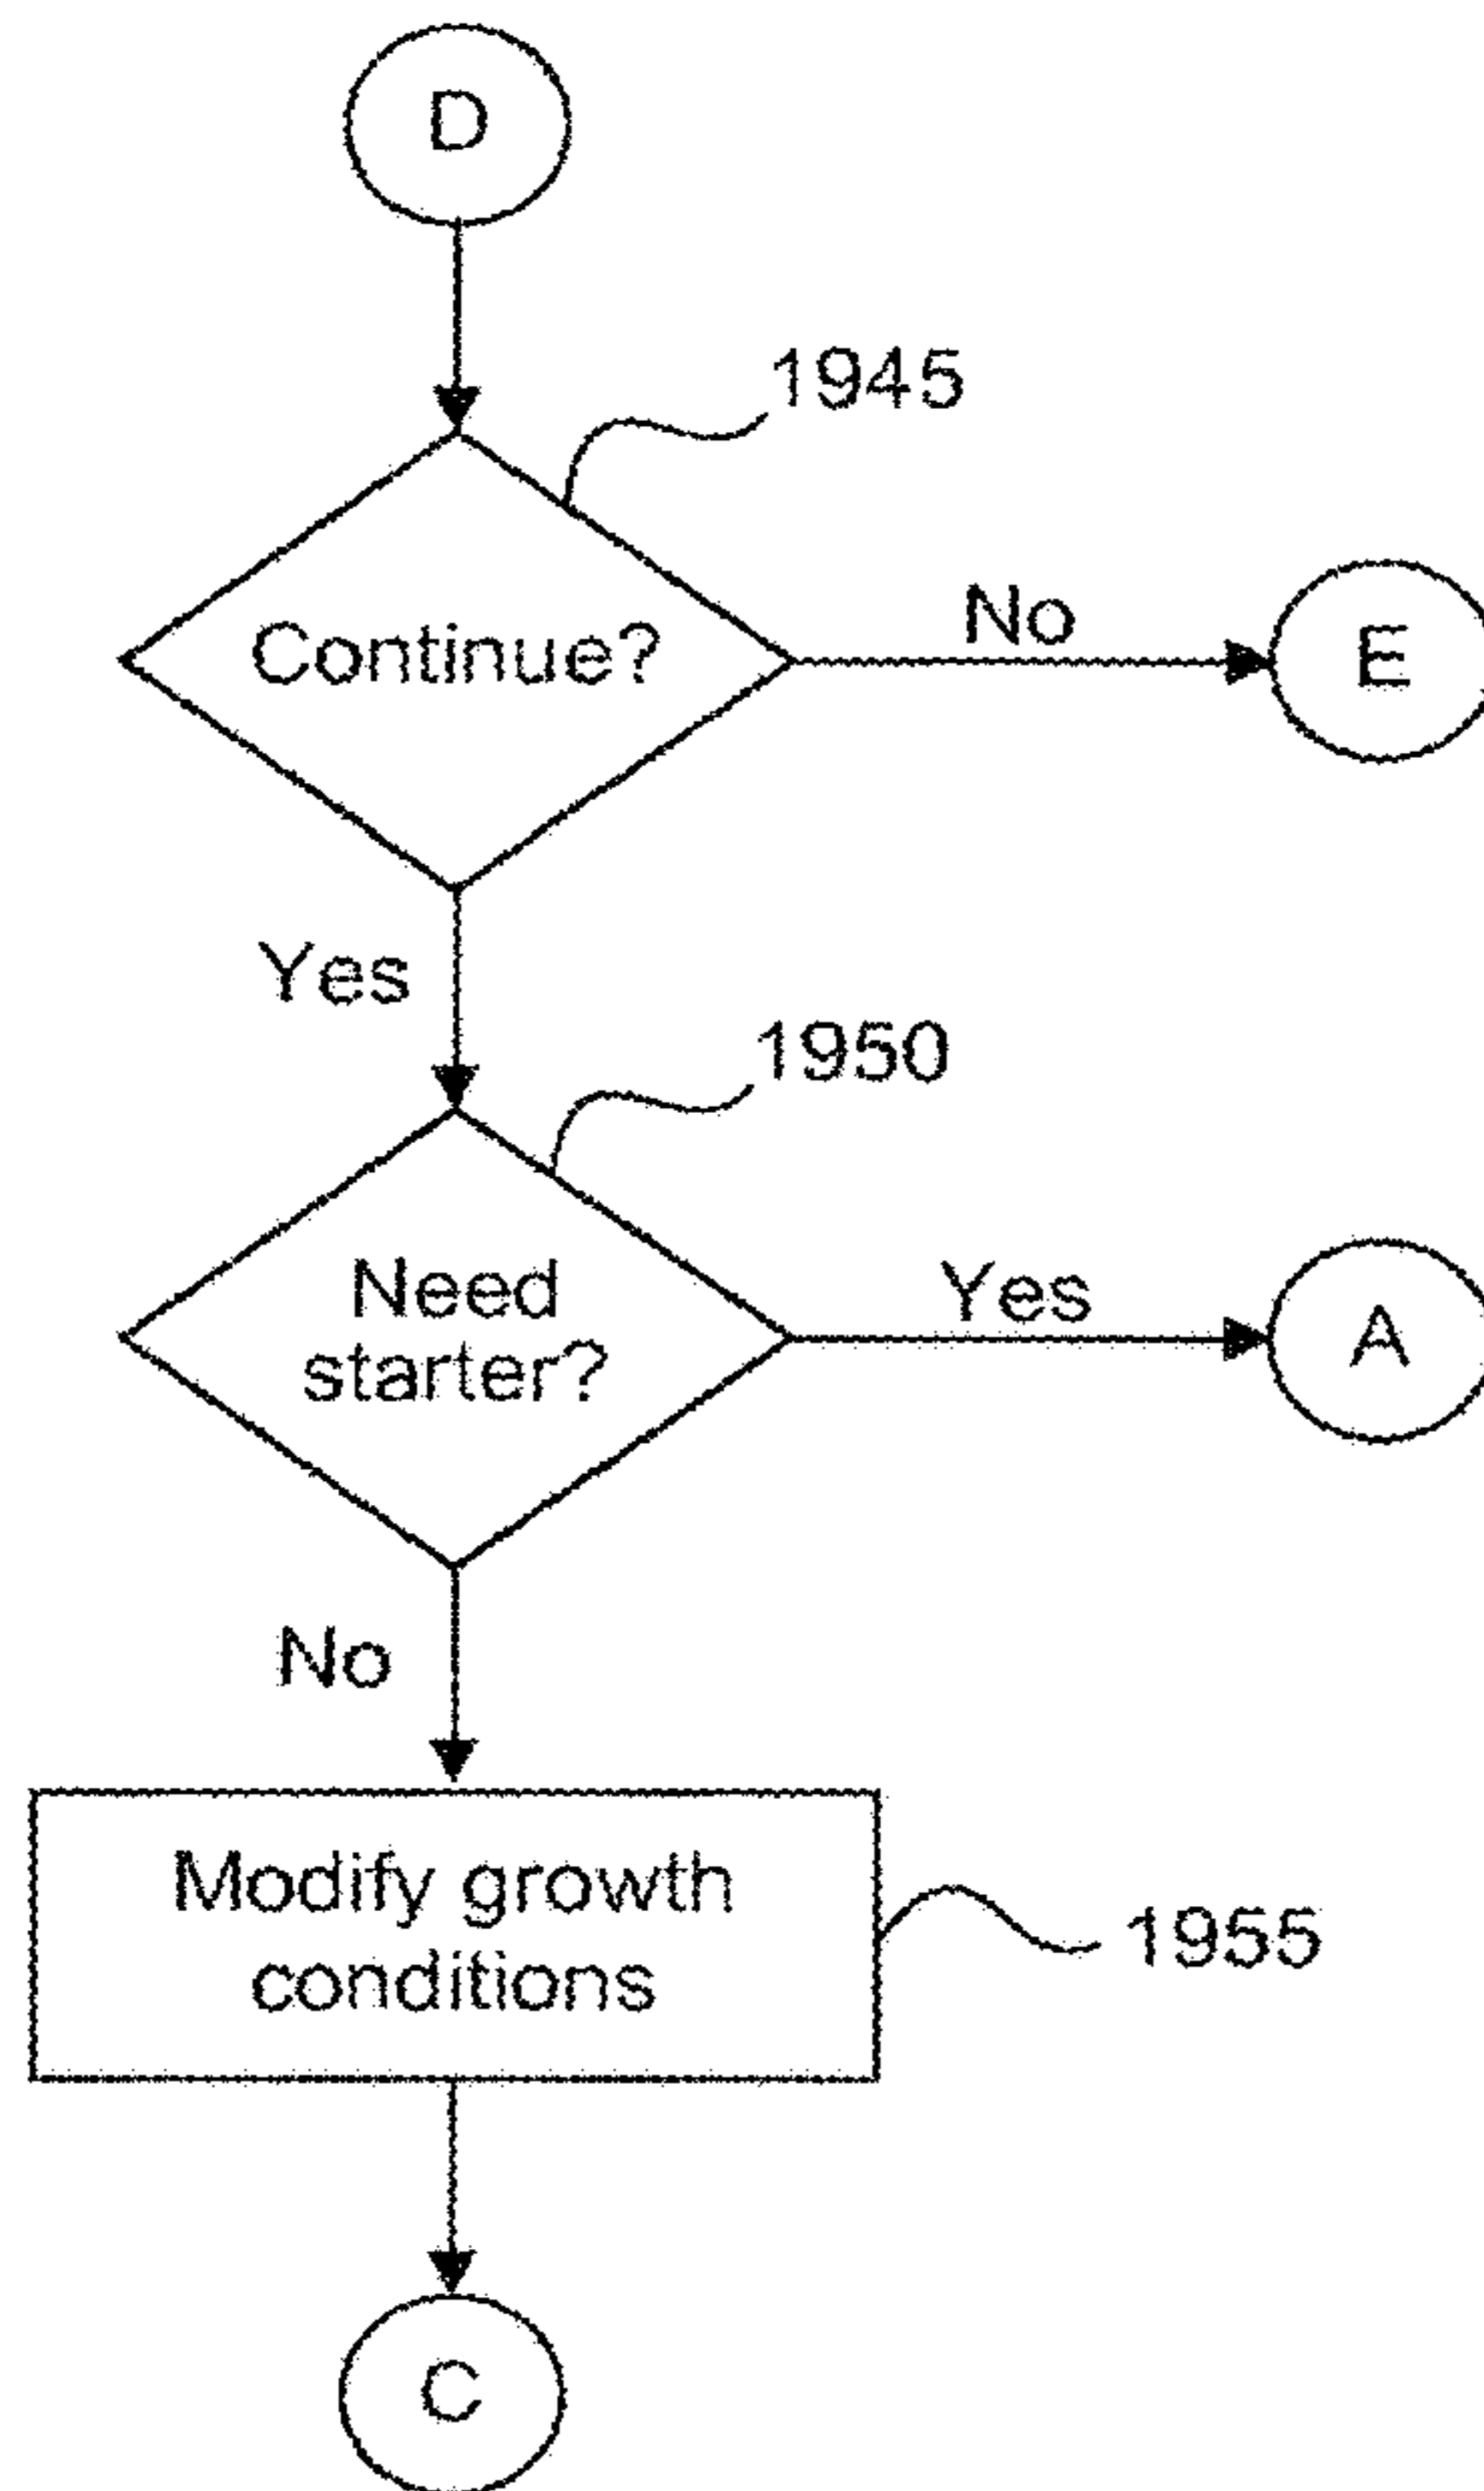 D
1945
Continue?
No
E
Yes
1950
Need
starter?
Yes
A
No
Modify growth
conditions
1955
C